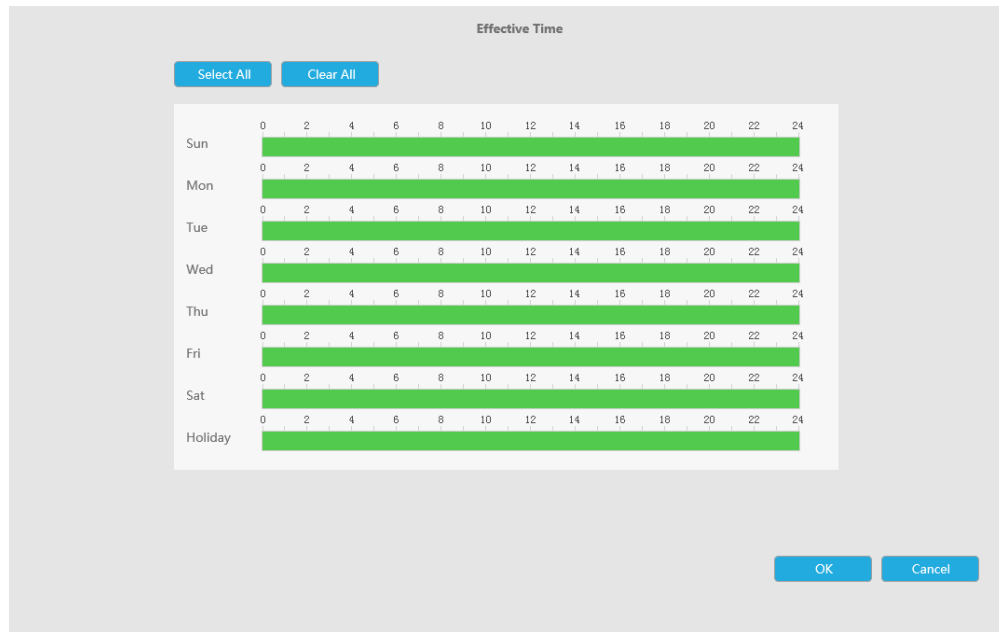 Effective Time
Select All Clear All
0 2 4 6 8 10 12 14 16 18 20 22 24
Sun
0 2 4 6 8 10 12 14 16 18 20 22 24
Mon
0 2 4 6 8 10 12 14 16 18 20 22 24
Tue
0 2 4 6 8 10 12 14 16 18 20 22 24
Wed
0 2 4 6 8 10 12 14 16 18 20 22 24
Thu
0 2 4 6 8 10 12 14 16 18 20 22 24
Fri
0 2 4 6 8 10 12 14 16 18 20 22 24
Sat
0 2 4 6 8 10 12 14 16 18 20 22 24
Holiday
OK Cancel